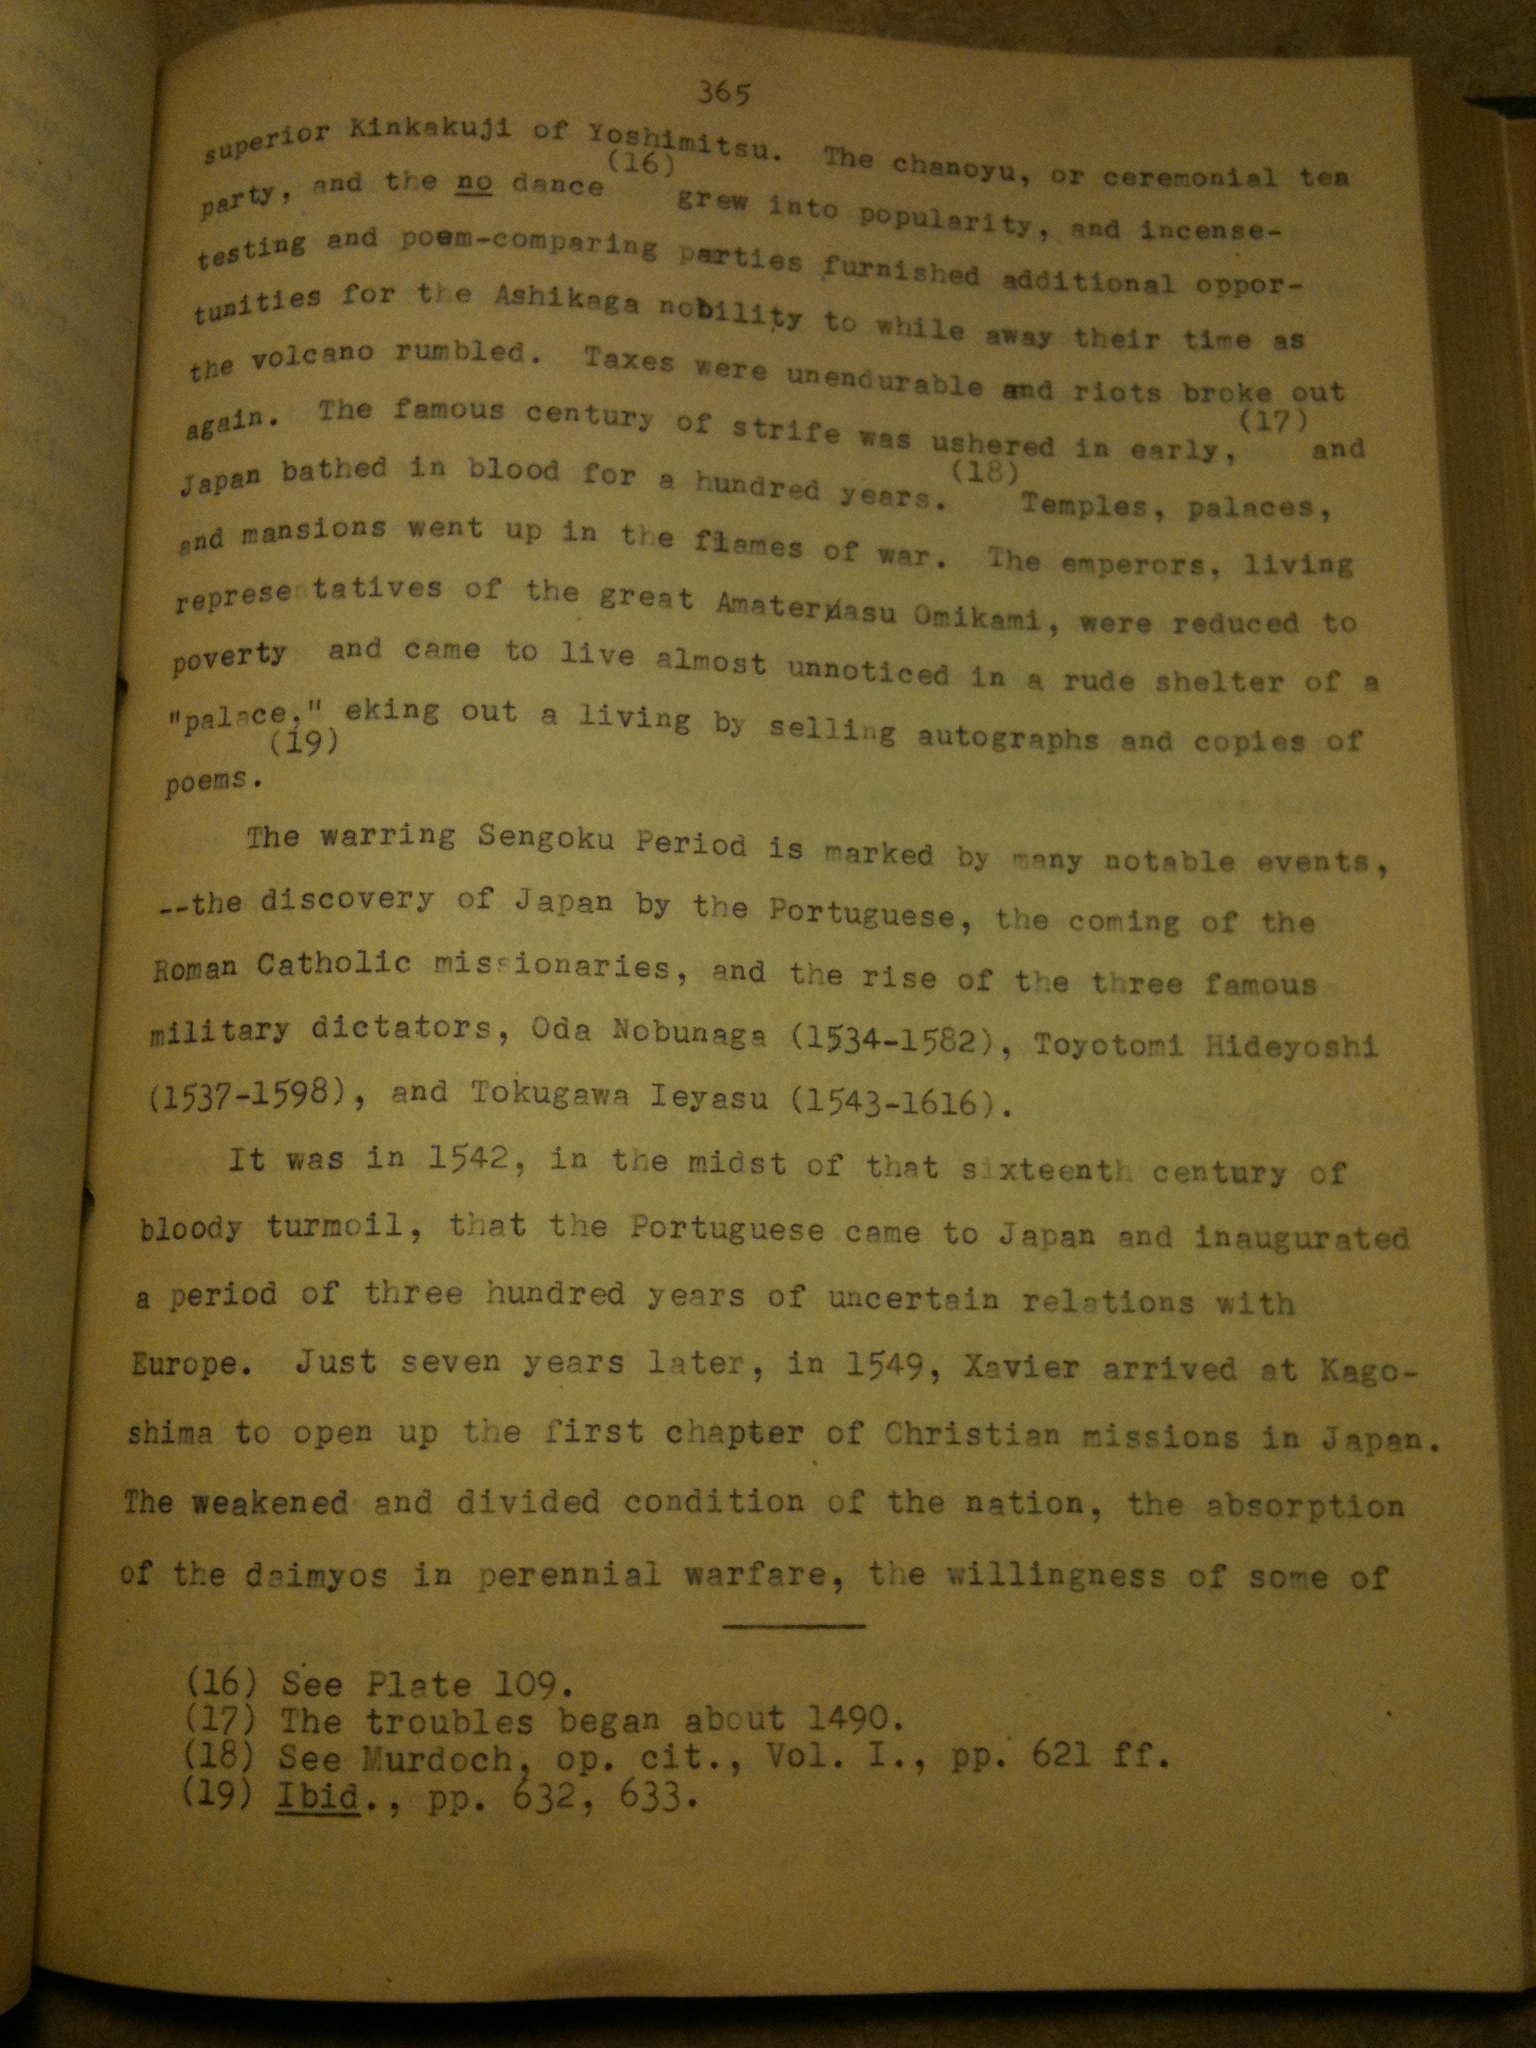 365
superior Kinkakuji of Yoshimitsu. The chanoyu, or ceremonial tea
party, and the no dance (16) grew into popularity, and incense-
testing and poem-comparing parties furnished additional oppor-
tunities for the Ashikaga nobility to while away their time as
the volcano rumbled. Taxes were unendurable and riots broke out
again. The famous century of strife was ushered in early, (17) and
Japan bathed in blood for a hundred years. (18) Temples, palaces,
and mansions went up in the flames of war. The emperors, living
representatives of the great Amaterasu Omikami, were reduced to
poverty and came to live almost unnoticed in a rude shelter of a
"palace," eking out a living by selling autographs and copies of
poems. (19)
The warring Sengoku Period is marked by many notable events,
--the discovery of Japan by the Portuguese, the coming of the
Roman Catholic missionaries, and the rise of the three famous
military dictators, Oda Nobunaga (1534-1582), Toyotomi Hideyoshi
(1537-1598), and Tokugawa Ieyasu (1543-1616).
It was in 1542, in the midst of that sixteenth century of
bloody turmoil, that the Portuguese came to Japan and inaugurated
a period of three hundred years of uncertain relations with
Europe. Just seven years later, in 1549, Xavier arrived at Kago-
shima to open up the first chapter of Christian missions in Japan.
The weakened and divided condition of the nation, the absorption
of the daimyos in perennial warfare, the willingness of some of
(16) See Plate 109.
(17) The troubles began about 1490.
(18) See Murdoch, op. cit., Vol. I., pp. 621 ff.
(19) Ibid., pp. 632, 633.